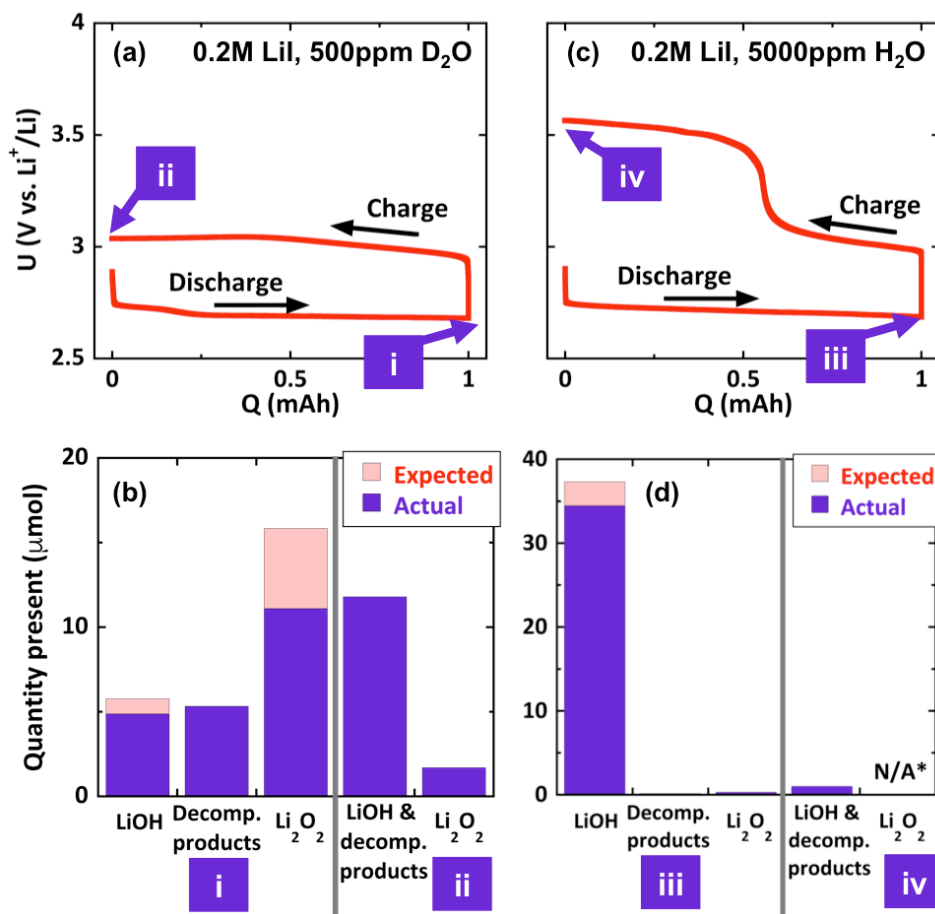 (a) 0.2M LiI, 500ppm D₂O
(c) 0.2M LiI, 5000ppm H₂O
U (V vs. Li⁺/Li)
4
3.5
3
2.5
ii
Charge
Discharge
i
0
0.5
1
Q (mAh)
iv
Charge
Discharge
iii
0
0.5
1
Q (mAh)
Quantity present (μmol)
20
10
0
(b)
Expected
Actual
LiOH
Decomp.
products
Li₂O₂
LiOH &
decomp.
products
Li₂O₂
i
ii
40
30
20
10
0
(d)
Expected
Actual
N/A*
LiOH
Decomp.
products
Li₂O₂
LiOH &
decomp.
products
Li₂O₂
iii
iv